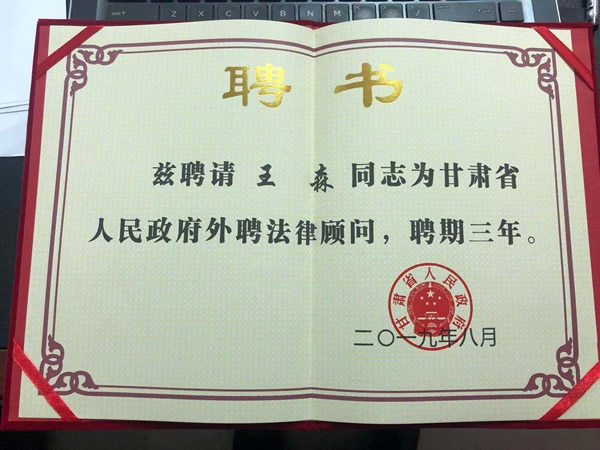 聘书
兹聘请 王 森 同志为甘肃省
人民政府外聘法律顾问，聘期三年。
甘肃省人民政府
二〇一九年八月